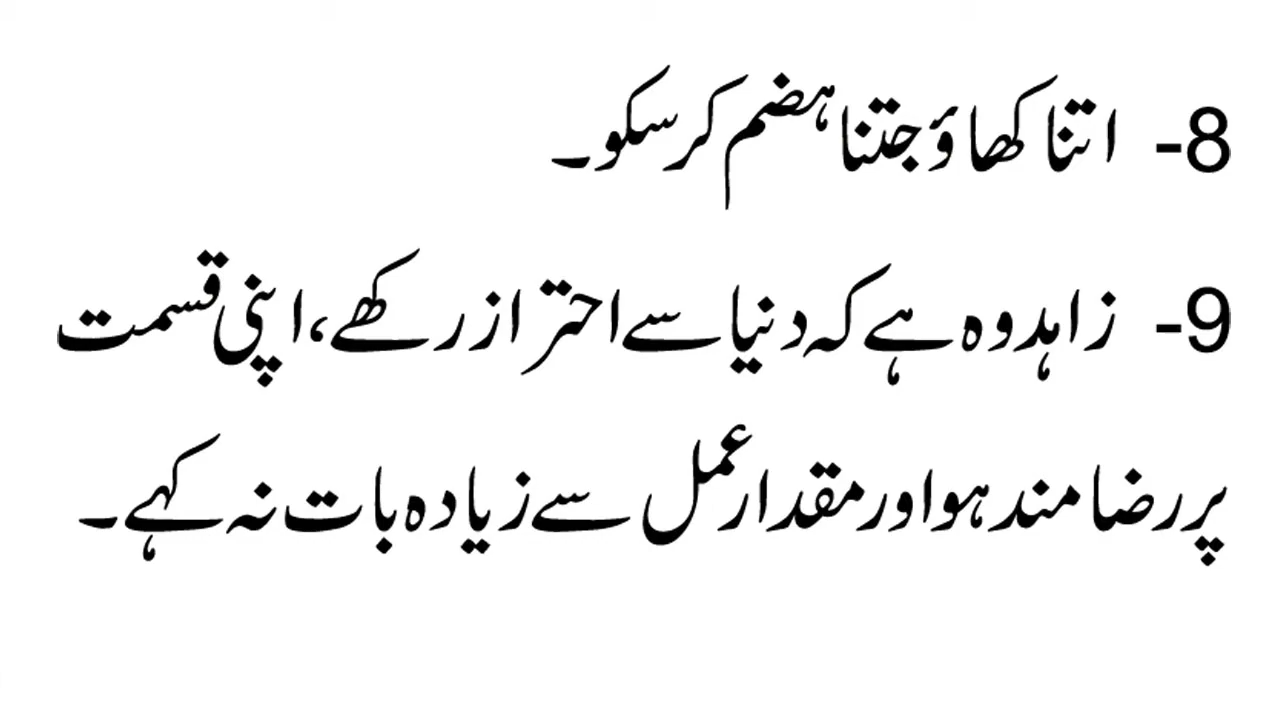 8- اتنا کھاؤ جتنا ہضم کر سکو۔
9- زاہد وہ ہے کہ دنیا سے احتراز رکھے، اپنی قسمت
پر رضا مند ہو اور مقدار عمل سے زیادہ بات نہ کہے۔